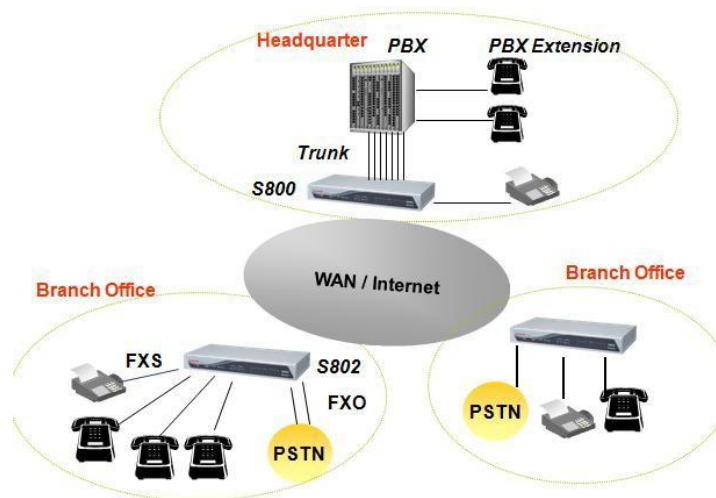 Headquarter
PBX
PBX Extension
Trunk
S800
WAN / Internet
Branch Office
Branch Office
FXS
S802
FXO
PSTN
PSTN